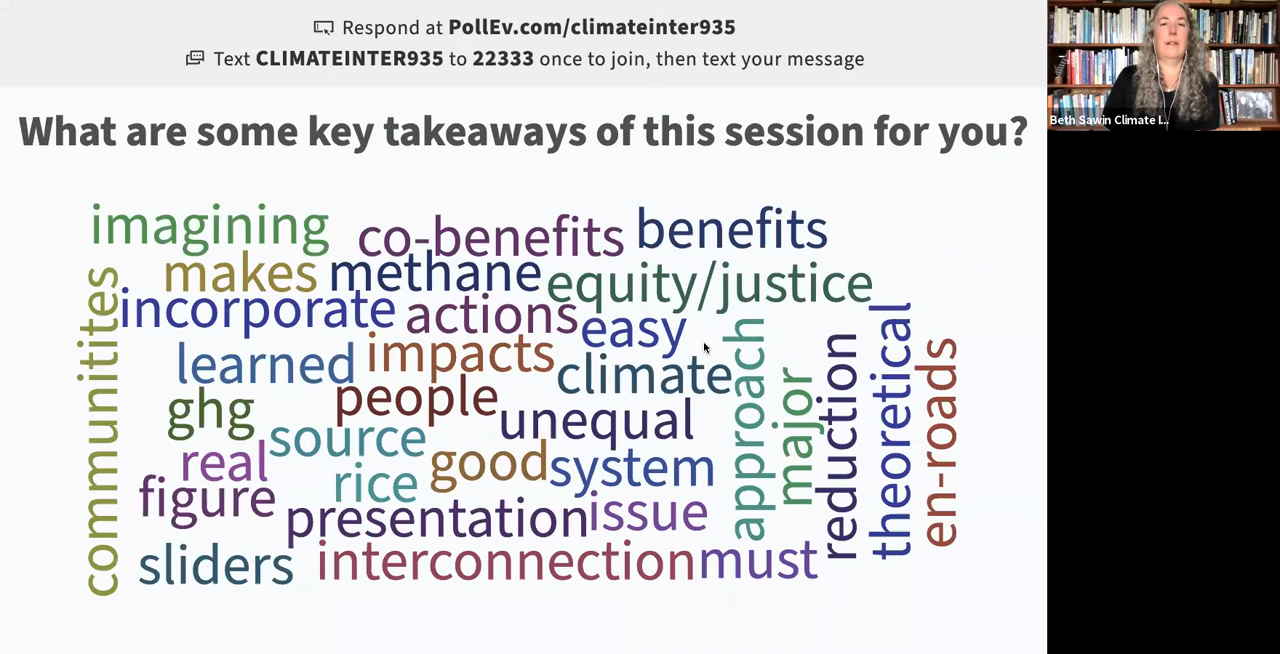 Respond at PollEv.com/climateinter935
Text CLIMATEINTER935 to 22333 once to join, then text your message
Beth Sawin Climate I...
What are some key takeaways of this session for you?
imagining
co-benefits
benefits
makes
methane
equity/justice
communitites
incorporate
actions
easy
learned
impacts
climate
approach
major
reduction
theoretical
en-roads
ghg
people
unequal
source
real
rice
good
system
figure
presentation
issue
sliders
interconnection
must